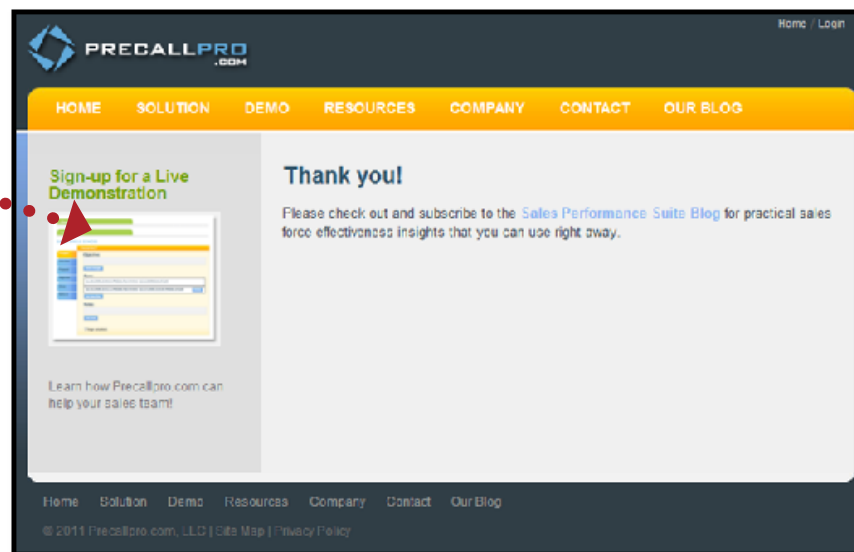 Home / Login
PRECALLPRO
.COM
HOME SOLUTION DEMO RESOURCES COMPANY CONTACT OUR BLOG
Sign-up for a Live
Demonstration
Learn how Precallpro.com can
help your sales team!
Thank you!
Please check out and subscribe to the Sales Performance Suite Blog for practical sales
force effectiveness insights that you can use right away.
Home Solution Demo Resources Company Contact Our Blog
© 2011 Precallpro.com, LLC | Site Map | Privacy Policy